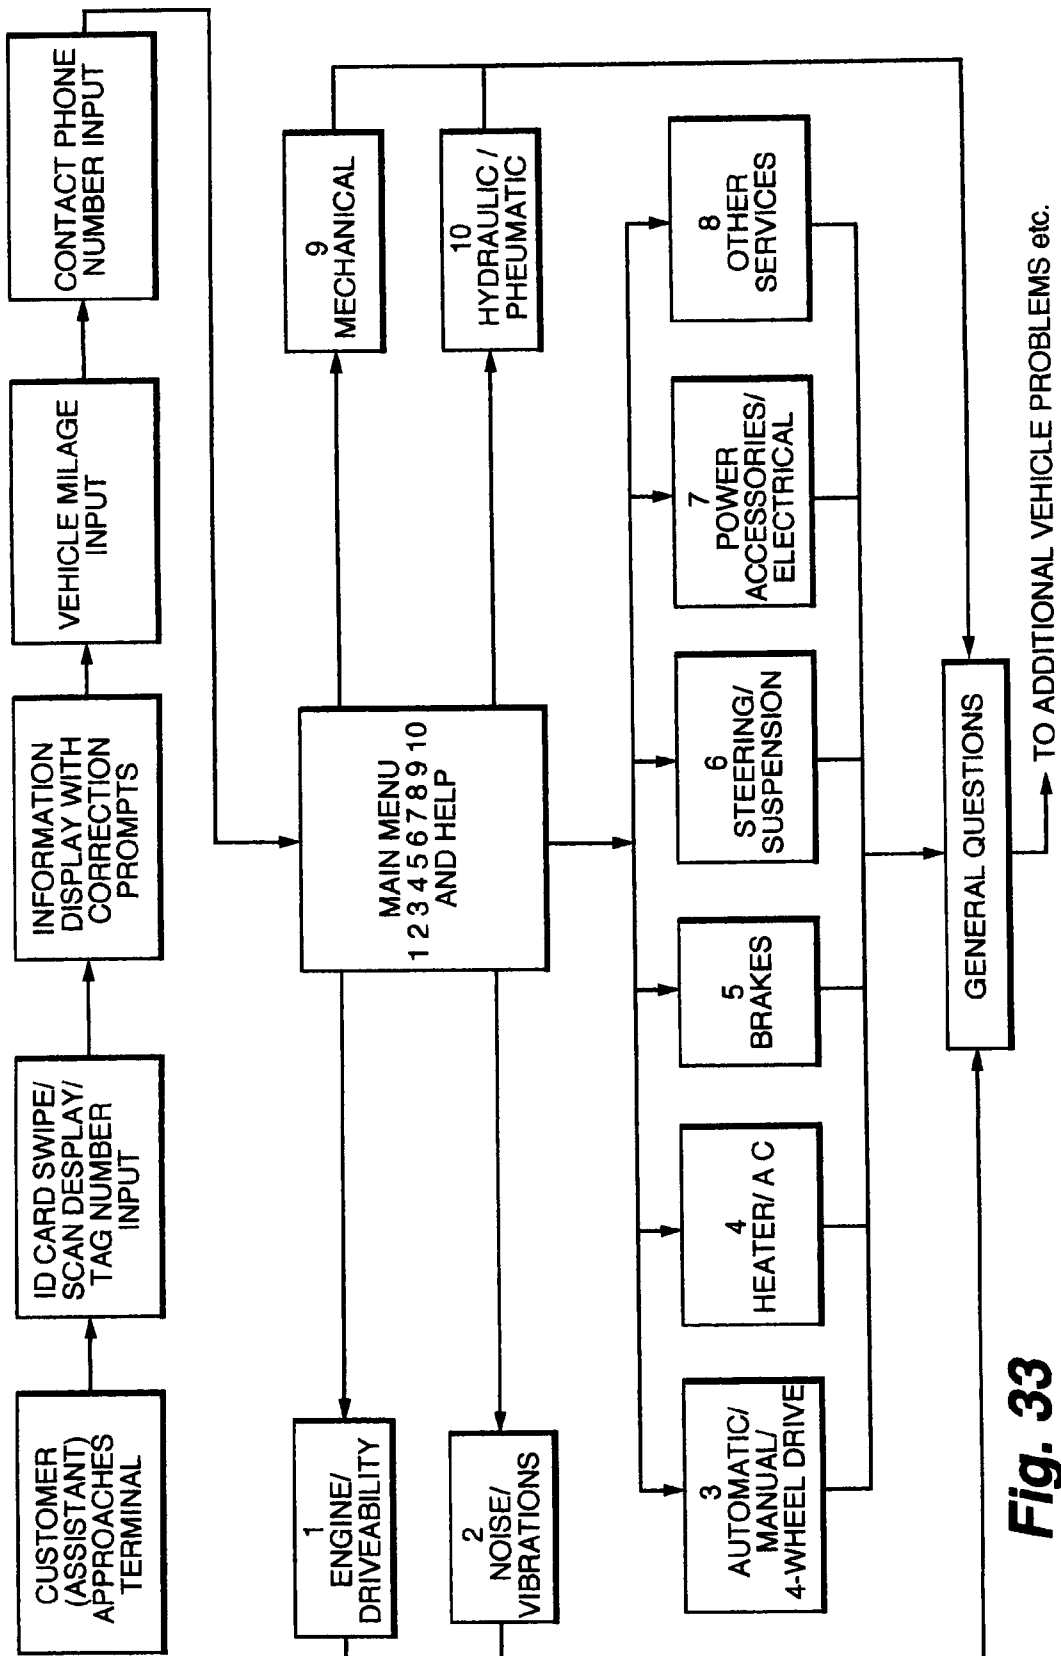 CUSTOMER
(ASSISTANT)
APPROACHES
TERMINAL
ID CARD SWIPE/
SCAN DESPLAY/
TAG NUMBER
INPUT
INFORMATION
DISPLAY WITH
CORRECTION
PROMPTS
VEHICLE MILAGE
INPUT
CONTACT PHONE
NUMBER INPUT
1
ENGINE/
DRIVEABILITY
2
NOISE/
VIBRATIONS
MAIN MENU
1 2 3 4 5 6 7 8 9 10
AND HELP
9
MECHANICAL
10
HYDRAULIC /
PHEUMATIC
3
AUTOMATIC/
MANUAL/
4-WHEEL DRIVE
4
HEATER/ A C
5
BRAKES
6
STEERING/
SUSPENSION
7
POWER
ACCESSORIES/
ELECTRICAL
8
OTHER
SERVICES
GENERAL QUESTIONS
TO ADDITIONAL VEHICLE PROBLEMS etc.
Fig. 33